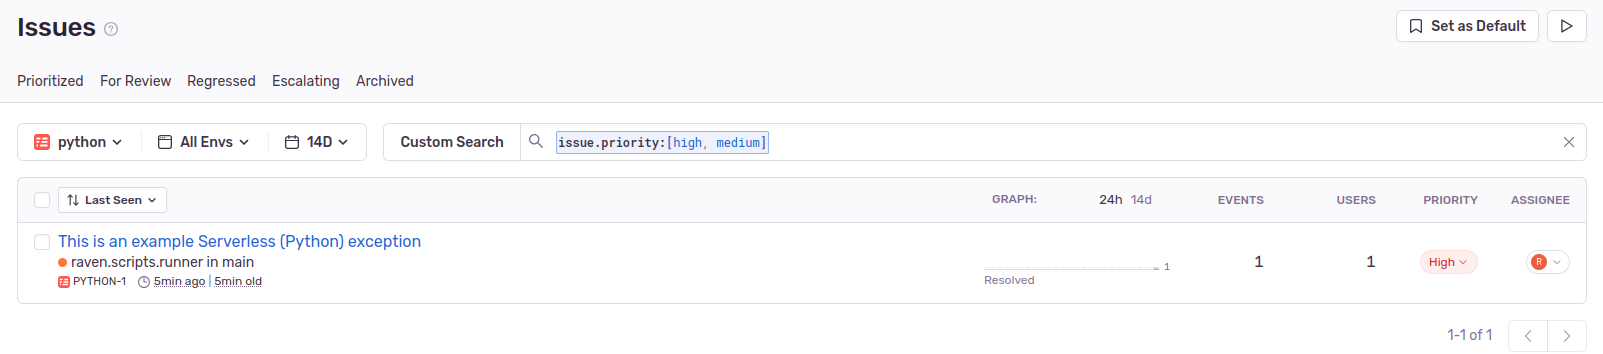 Issues ?
Set as Default
Prioritized For Review Regressed Escalating Archived
python All Envs 14D Custom Search issue.priority:[high, medium]
Last Seen GRAPH: 24h 14d EVENTS USERS PRIORITY ASSIGNEE
This is an example Serverless (Python) exception
raven.scripts.runner in main
1 1 1 High R
PYTHON-1 5min ago | 5min old
Resolved
1-1 of 1